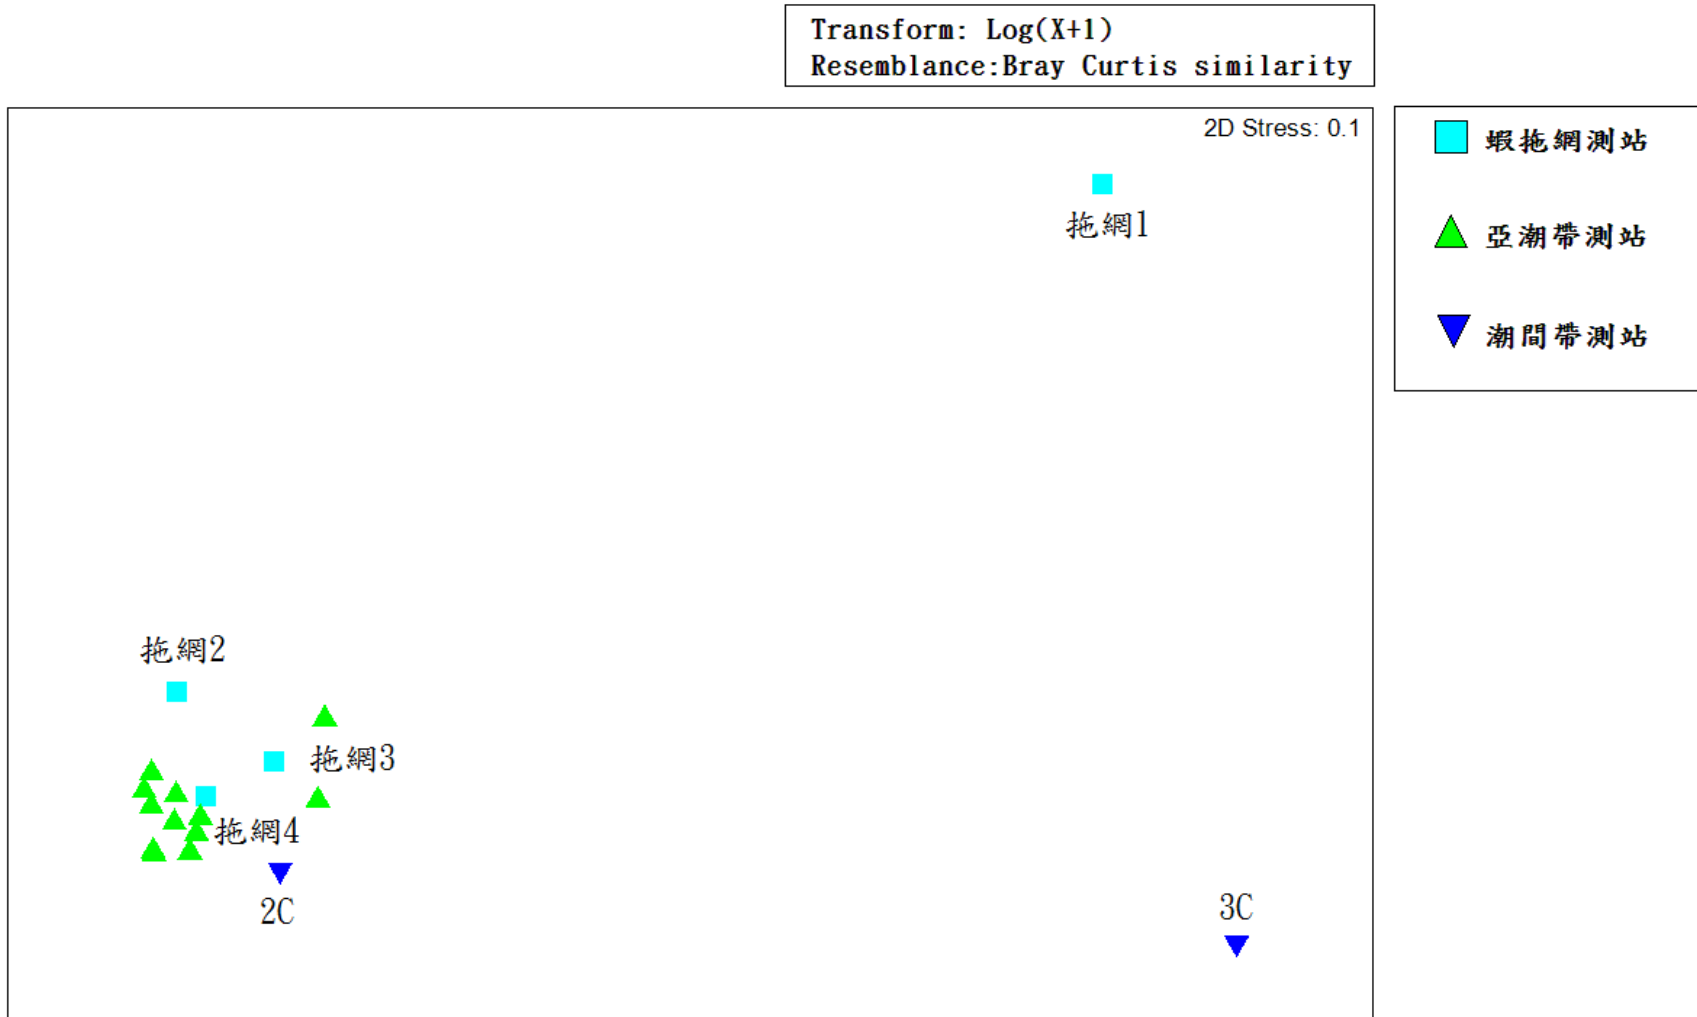 Transform: Log(X+1)
Resemblance:Bray Curtis similarity
2D Stress: 0.1
蝦拖網測站
亞潮帶測站
潮間帶測站
拖網1
拖網2
拖網3
拖網4
2C
3C